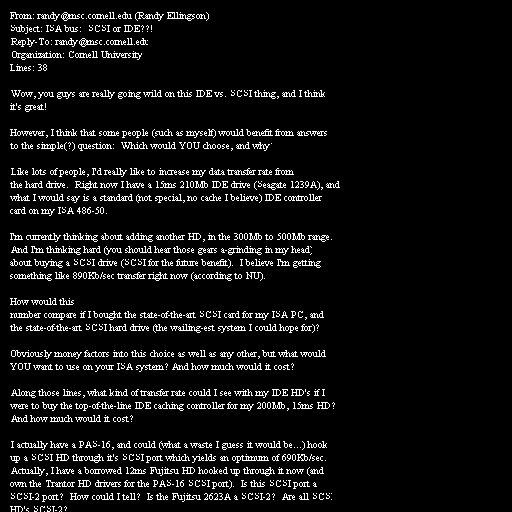 From: randy@msc.cornell.edu (Randy Ellingson)
Subject: ISA bus:  SCSI or IDE??!
Reply-To: randy@msc.cornell.edu
Organization: Cornell University
Lines: 38

Wow, you guys are really going wild on this IDE vs. SCSI thing, and I think
it's great!

However, I think that some people (such as myself) would benefit from answers
to the simple(?) question:  Which would YOU choose, and why?

Like lots of people, I'd really like to increase my data transfer rate from
the hard drive.  Right now I have a 15ms 210Mb IDE drive (Seagate 1239A), and
what I would say is a standard (not special, no cache I believe) IDE controller
card on my ISA 486-50.

I'm currently thinking about adding another HD, in the 300Mb to 500Mb range.
And I'm thinking hard (you should hear those gears a-grinding in my head)
about buying a SCSI drive (SCSI for the future benefit).  I believe I'm getting
something like 890Kb/sec transfer right now (according to NU).

How would this
number compare if I bought the state-of-the-art SCSI card for my ISA PC, and
the state-of-the-art SCSI hard drive (the wailing-est system I could hope for)?

Obviously money factors into this choice as well as any other, but what would
YOU want to use on your ISA system?  And how much would it cost?

Along those lines, what kind of transfer rate could I see with my IDE HD's if I
were to buy the top-of-the-line IDE caching controller for my 200Mb, 15ms HD?
And how much would it cost?

I actually have a PAS-16, and could (what a waste I guess it would be...) hook
up a SCSI HD through it's SCSI port which yields an optimum of 690Kb/sec.
Actually, I have a borrowed 12ms Fujitsu HD hooked up through it now (and
own the Trantor HD drivers for the PAS-16 SCSI port).  Is this SCSI port a
SCSI-2 port?  How could I tell?  Is the Fujitsu 2623A a SCSI-2?  Are all SCSI
HD's SCSI-2?